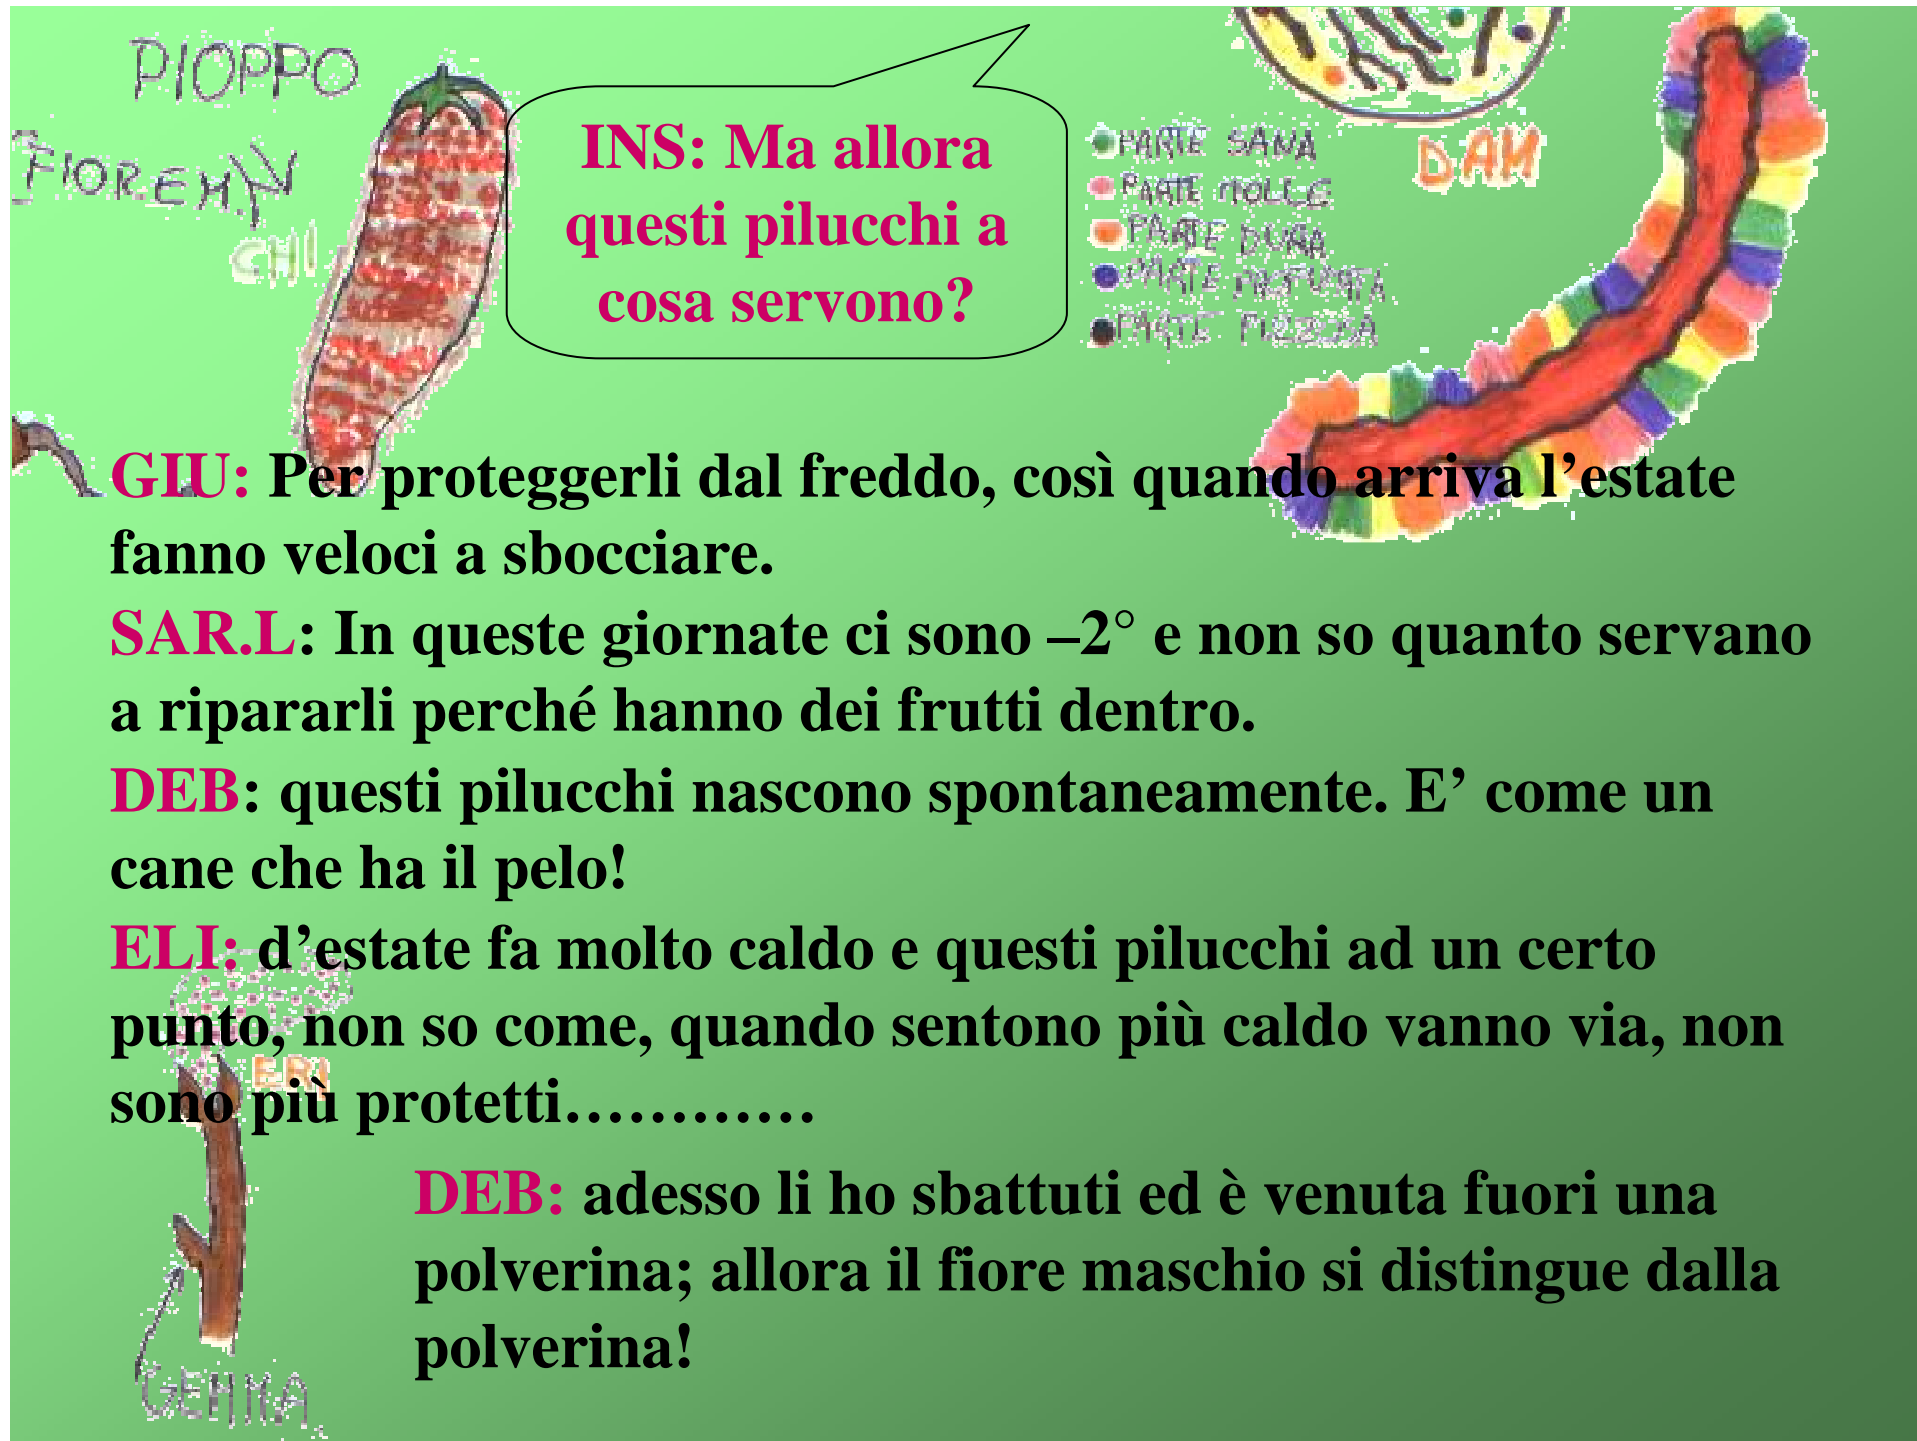 PIOPPO
FIORE M.
CHI
INS: Ma allora
questi pilucchi a
cosa servono?
PARTE SANA
PARTE MOLLE
PARTE DURA
PARTE
PARTE
DAM
GIU: Per proteggerli dal freddo, così quando arriva l’estate
fanno veloci a sbocciare.
SAR.L: In queste giornate ci sono –2° e non so quanto servano
a ripararli perché hanno dei frutti dentro.
DEB: questi pilucchi nascono spontaneamente. E’ come un
cane che ha il pelo!
ELI: d’estate fa molto caldo e questi pilucchi ad un certo
punto, non so come, quando sentono più caldo vanno via, non
sono più protetti…………
ERI
DEB: adesso li ho sbattuti ed è venuta fuori una
polverina; allora il fiore maschio si distingue dalla
polverina!
GEMMA